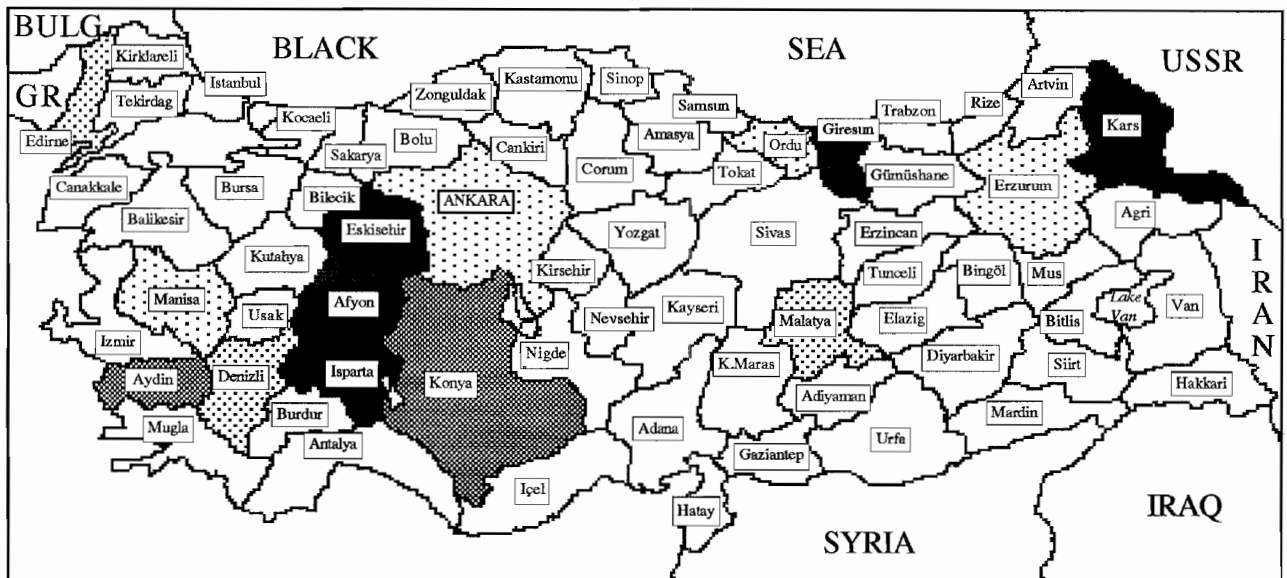 BULG
BLACK
SEA
USSR
GR
Kirklareli
Istanbul
Tekirdag
Edirne
Kocaeli
Zonguldak
Kastamonu
Sinop
Samsun
Trabzon
Rize
Artvin
Kars
Sakarya
Bolu
Cankiri
Amasya
Corum
Tokat
Ordu
Giresun
Gümüshane
Erzurum
Canakkale
Bursa
Bilecik
ANKARA
Balikesir
Eskisehir
Yozgat
Sivas
Erzincan
Agri
Kutahya
Kirsehir
Tunceli
Bingöl
Mus
IRAN
Manisa
Usak
Afyon
Nevsehir
Kayseri
Malatya
Elazig
Bitlis
Lake
Van
Van
Izmir
Aydin
Denizli
Isparta
Konya
Nigde
K.Maras
Diyarbakir
Siirt
Hakkari
Adiyaman
Mardin
Mugla
Burdur
Antalya
Adana
Urfa
Gaziantep
Içel
Hatay
SYRIA
IRAQ